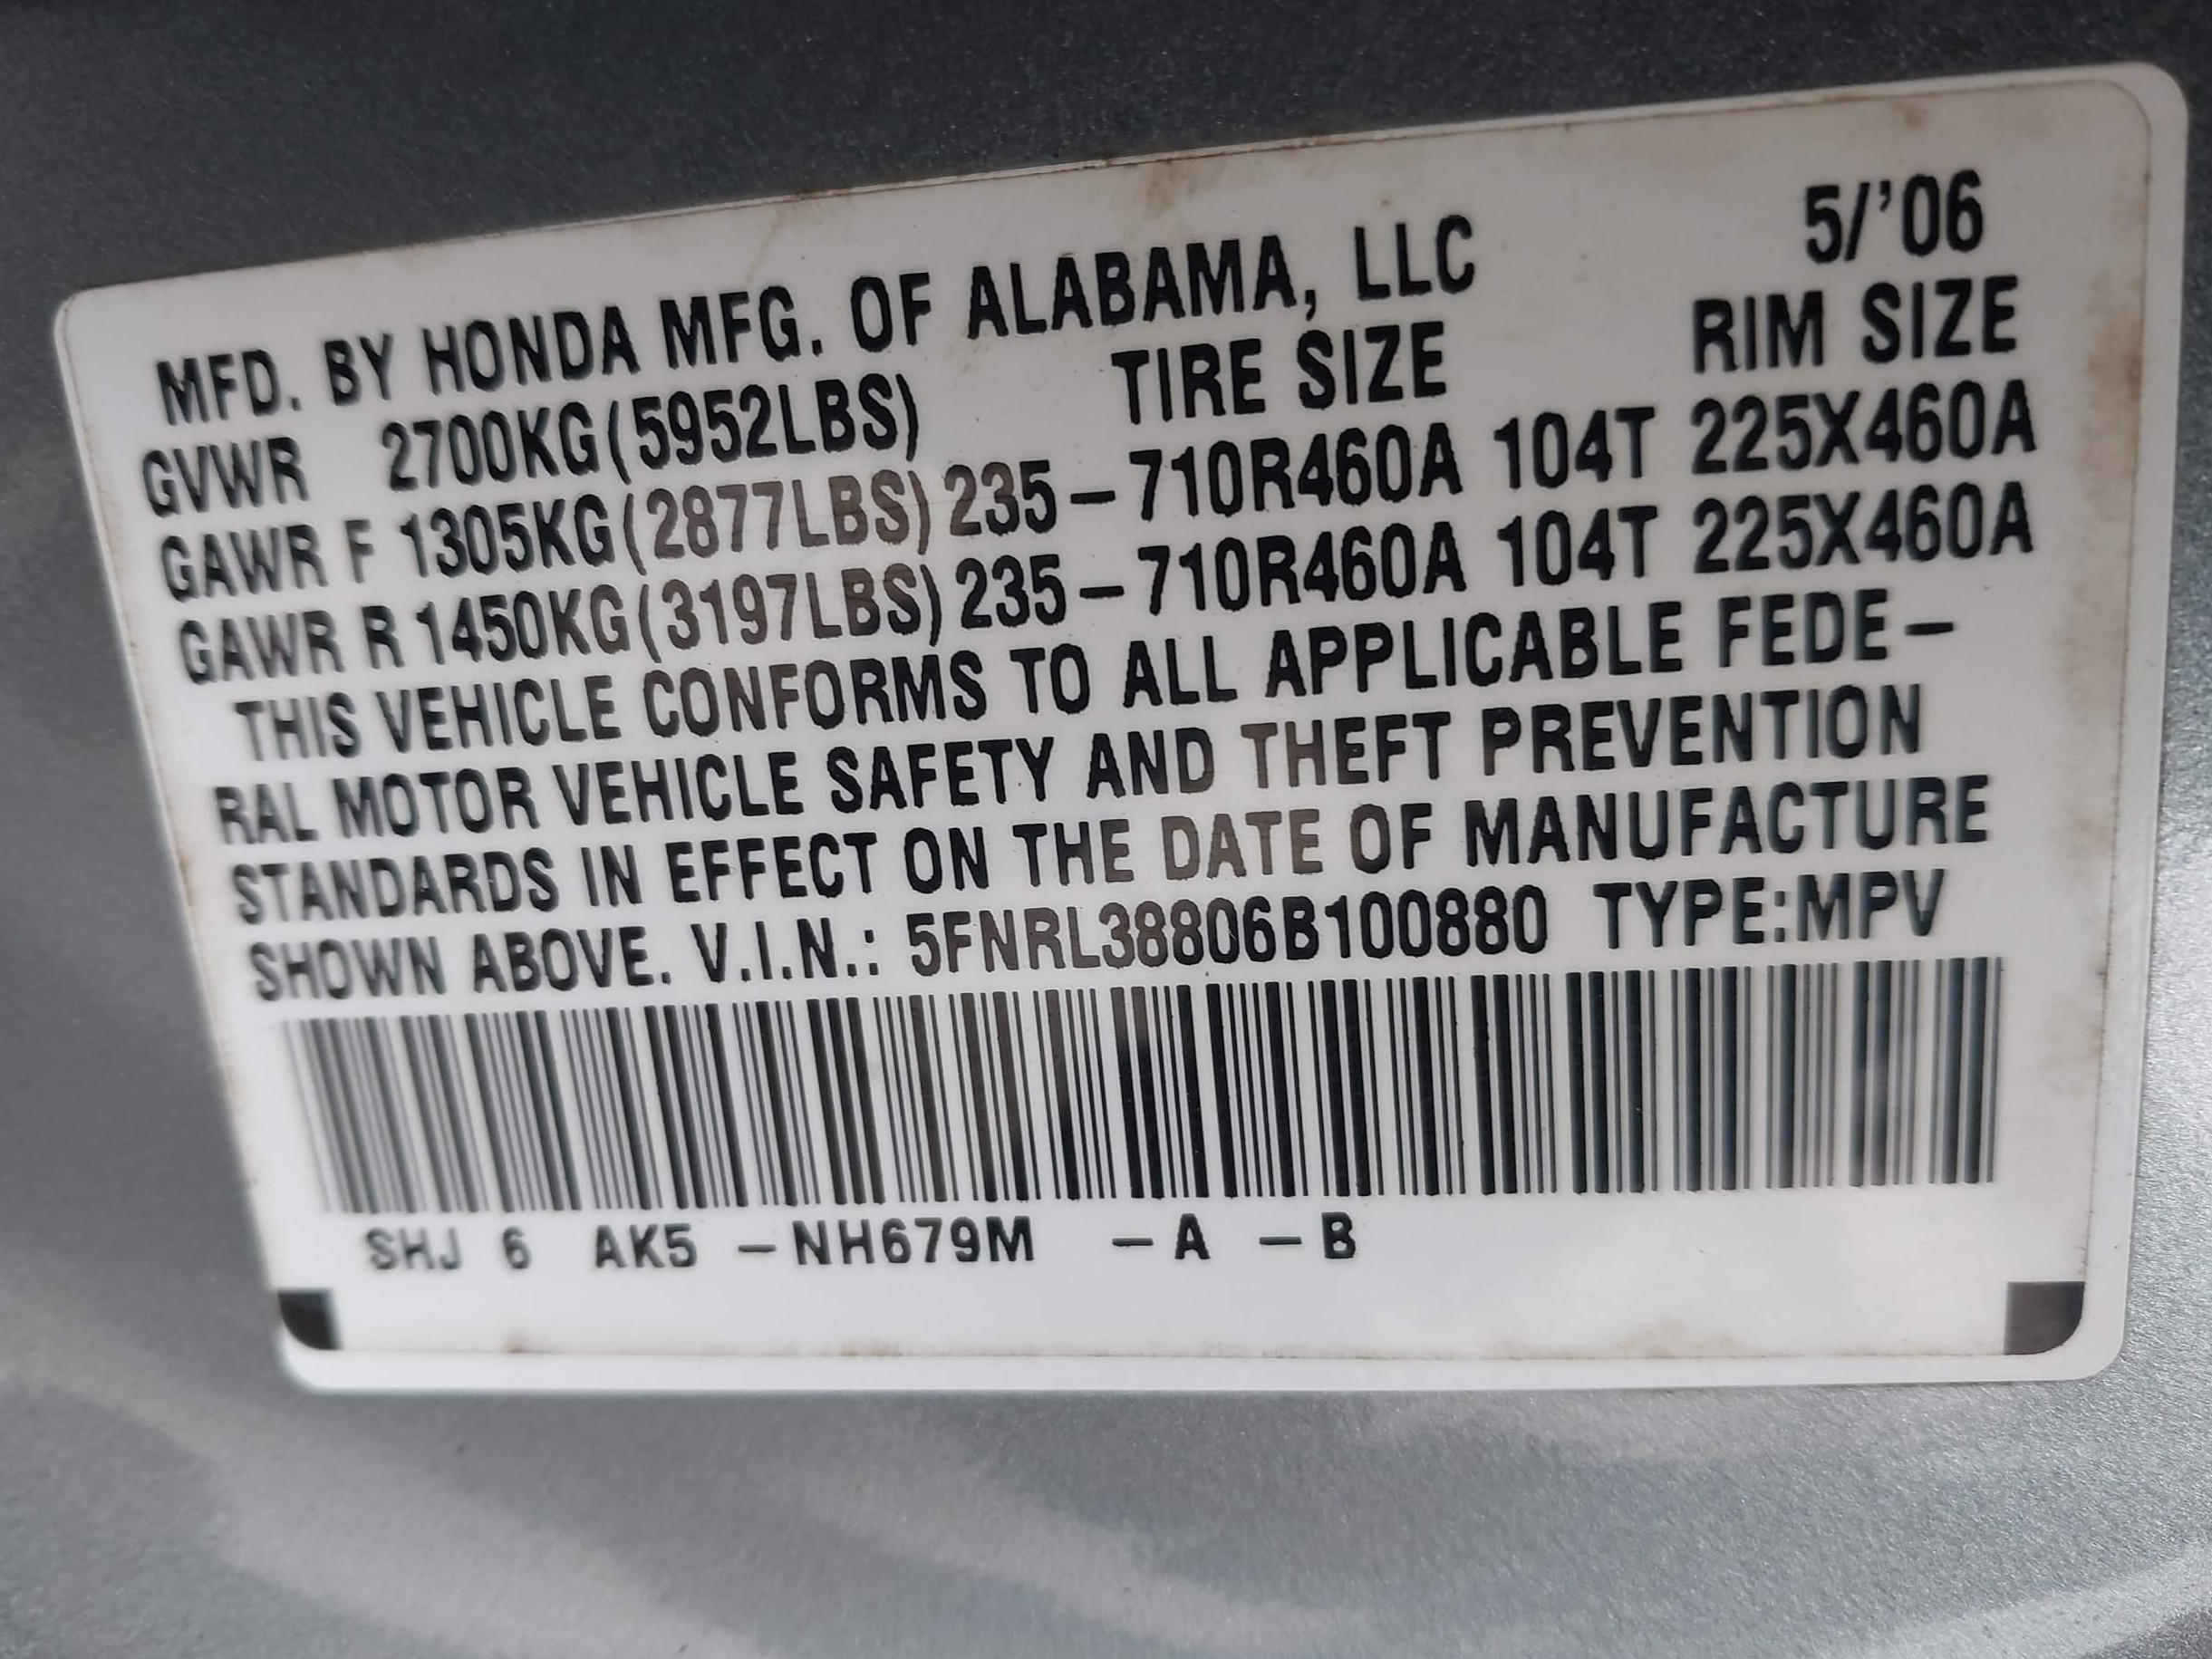 MFD. BY HONDA MFG. OF ALABAMA, LLC 5/'06
GVWR 2700KG(5952LBS) TIRE SIZE RIM SIZE
GAWR F 1305KG(2877LBS) 235-710R460A 104T 225X460A
GAWR R 1450KG(3197LBS) 235-710R460A 104T 225X460A
THIS VEHICLE CONFORMS TO ALL APPLICABLE FEDE-
RAL MOTOR VEHICLE SAFETY AND THEFT PREVENTION
STANDARDS IN EFFECT ON THE DATE OF MANUFACTURE
SHOWN ABOVE. V.I.N.: 5FNRL38806B100880 TYPE:MPV
SHJ 6 AK5 -NH679M -A -B